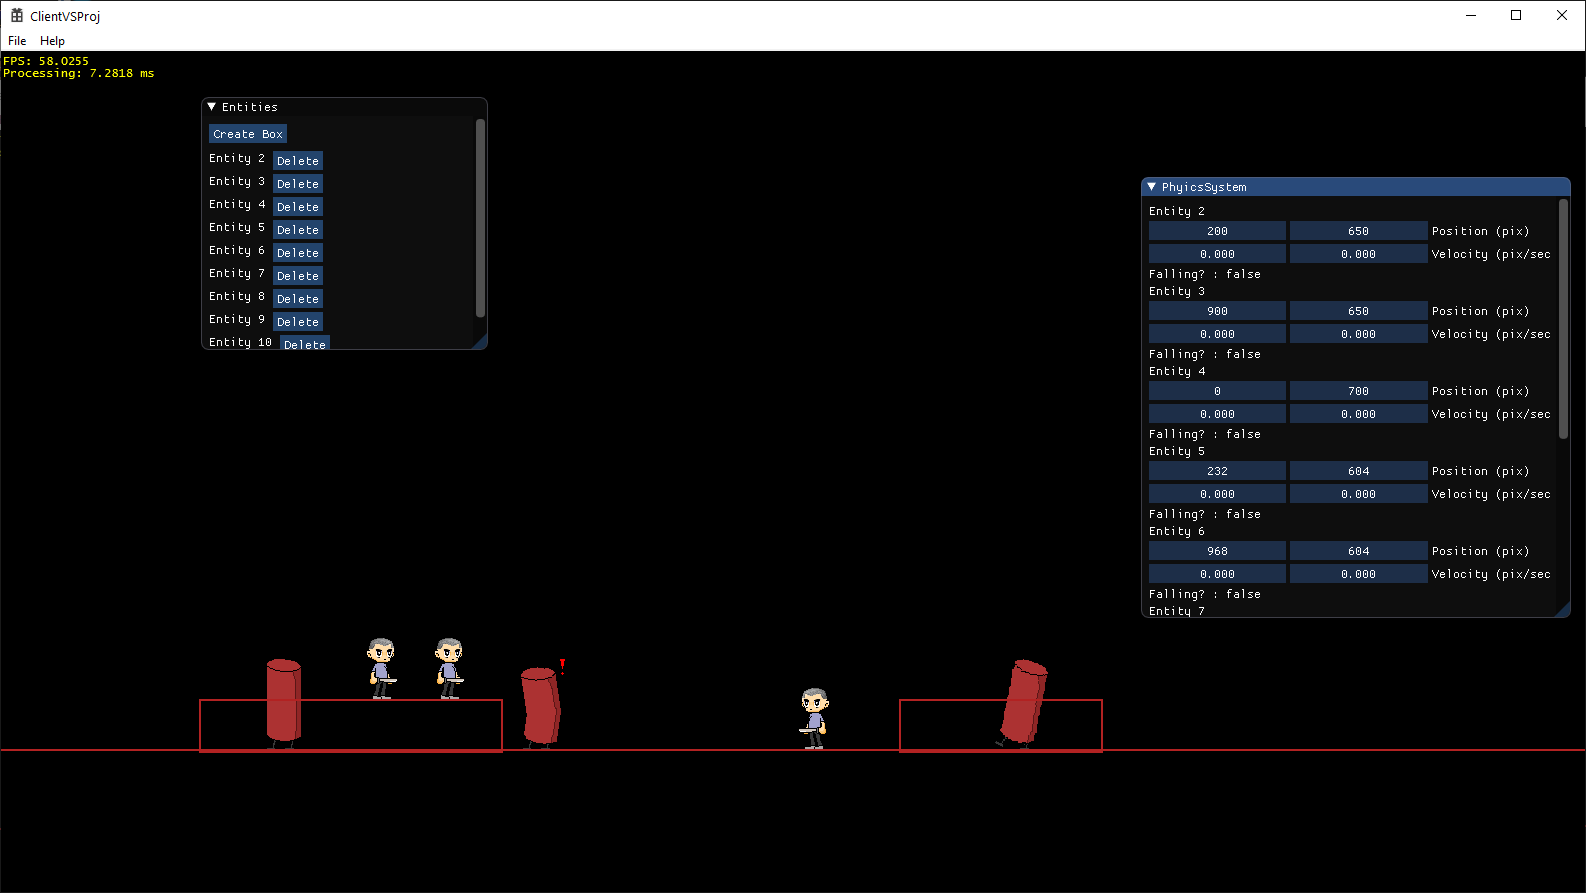 ClientVSProj
File Help
FPS: 58.0255
Processing: 7.2818 ms
Entities
Create Box
Entity 2 Delete
Entity 3 Delete
Entity 4 Delete
Entity 5 Delete
Entity 6 Delete
Entity 7 Delete
Entity 8 Delete
Entity 9 Delete
Entity 10 Delete
PhyicsSystem
Entity 2
200 650 Position (pix)
0.000 0.000 Velocity (pix/sec
Falling? : false
Entity 3
900 650 Position (pix)
0.000 0.000 Velocity (pix/sec
Falling? : false
Entity 4
0 700 Position (pix)
0.000 0.000 Velocity (pix/sec
Falling? : false
Entity 5
232 604 Position (pix)
0.000 0.000 Velocity (pix/sec
Falling? : false
Entity 6
968 604 Position (pix)
0.000 0.000 Velocity (pix/sec
Falling? : false
Entity 7
!